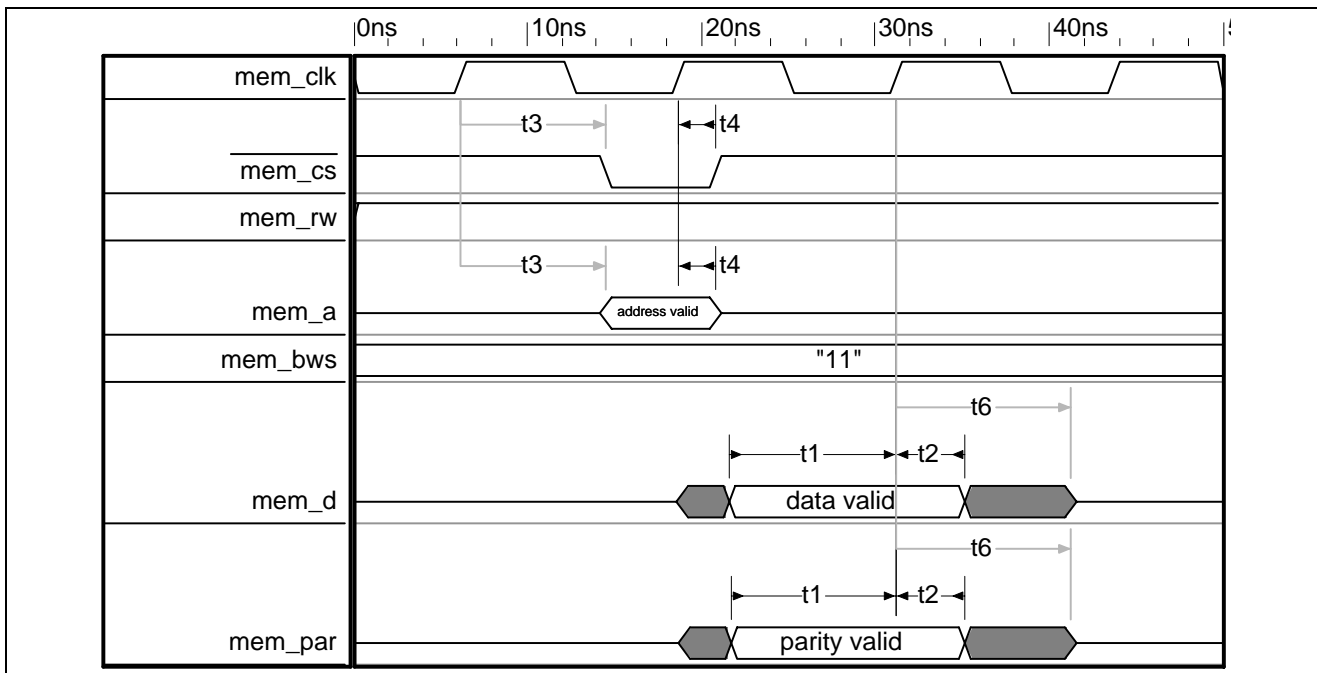 0ns 10ns 20ns 30ns 40ns
mem_clk
t3 t4
mem_cs
mem_rw
t3 t4
mem_a address valid
mem_bws "11"
t6
t1 t2
mem_d data valid
t6
t1 t2
mem_par parity valid